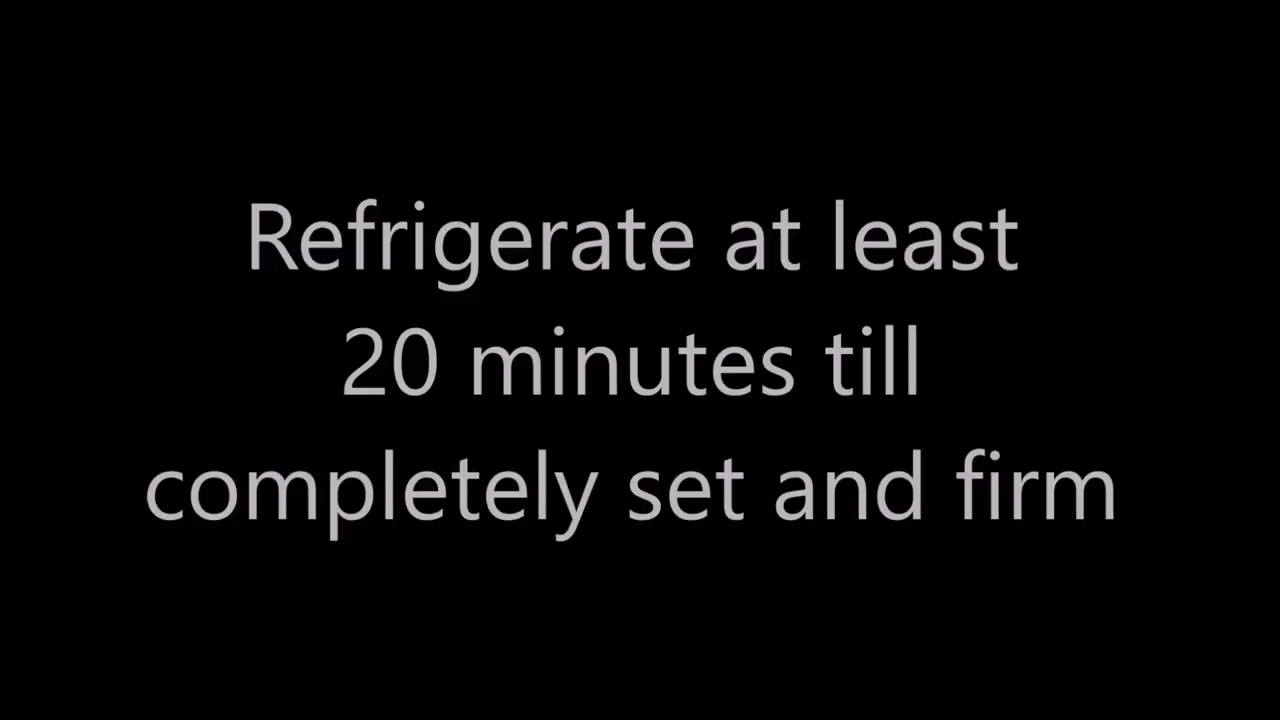 Refrigerate at least
20 minutes till
completely set and firm